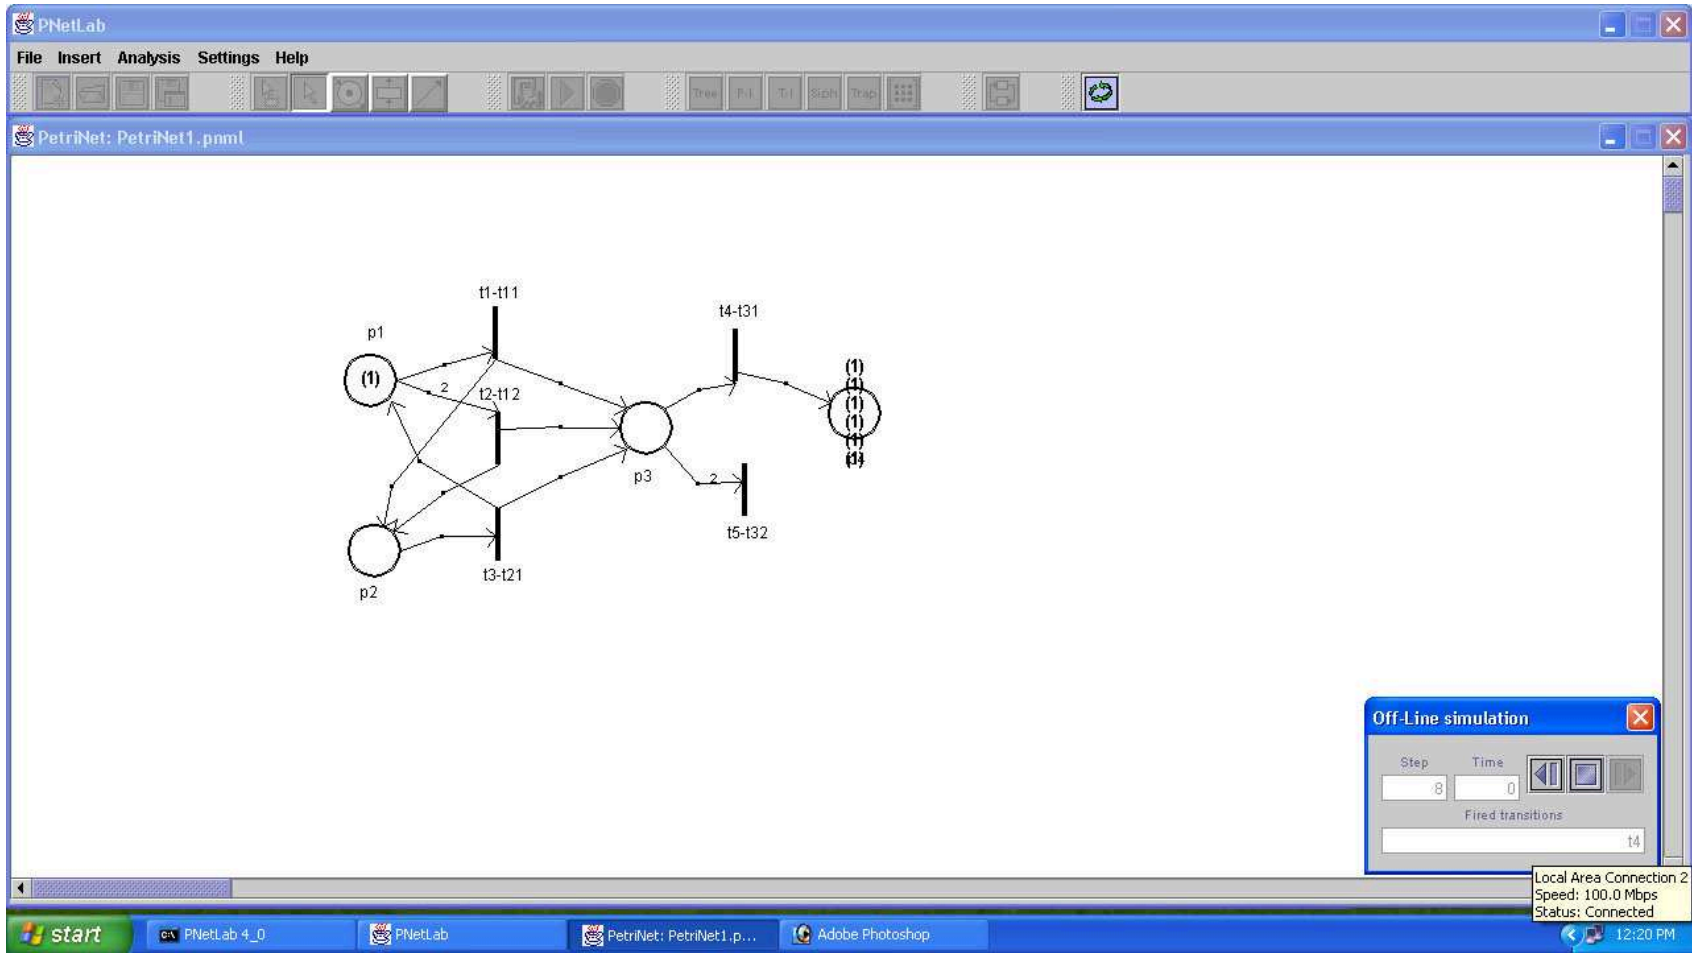 PNetLab
File Insert Analysis Settings Help
Tree P-I T-I Siph Trap
PetriNet: PetriNet1.pnml
t1-t11
t4-t31
p1
(1)
(1)
(1)
2
t2-t12
(1)
(1)
(1)
(1)
p4
p3
2
t5-t32
t3-t21
p2
Off-Line simulation
Step Time
8 0
Fired transitions
t4
Local Area Connection 2
Speed: 100.0 Mbps
Status: Connected
start PNetLab 4_0 PNetLab PetriNet: PetriNet1.p... Adobe Photoshop 12:20 PM